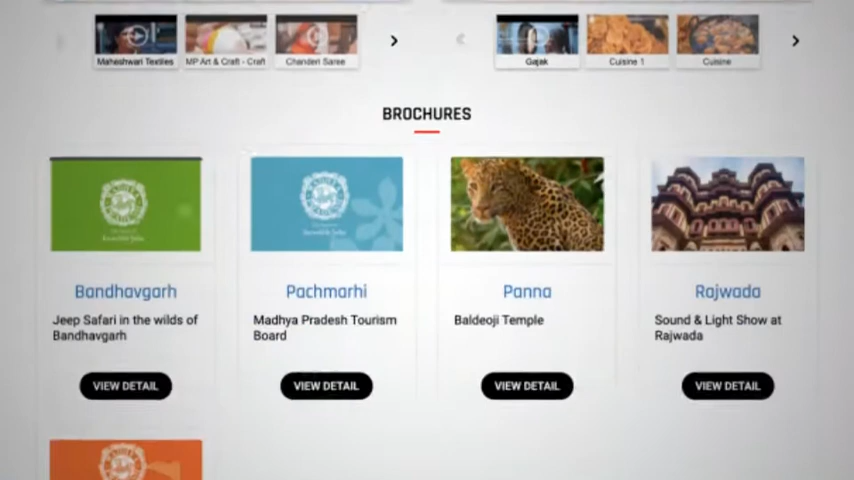 Maheshwari Textiles
MP Art & Craft - Craft
Chanderi Saree
Gajak
Cuisine 1
Cuisine
BROCHURES
Bandhavgarh
Jeep Safari in the wilds of
Bandhavgarh
VIEW DETAIL
Pachmarhi
Madhya Pradesh Tourism
Board
VIEW DETAIL
Panna
Baldeoji Temple
VIEW DETAIL
Rajwada
Sound & Light Show at
Rajwada
VIEW DETAIL